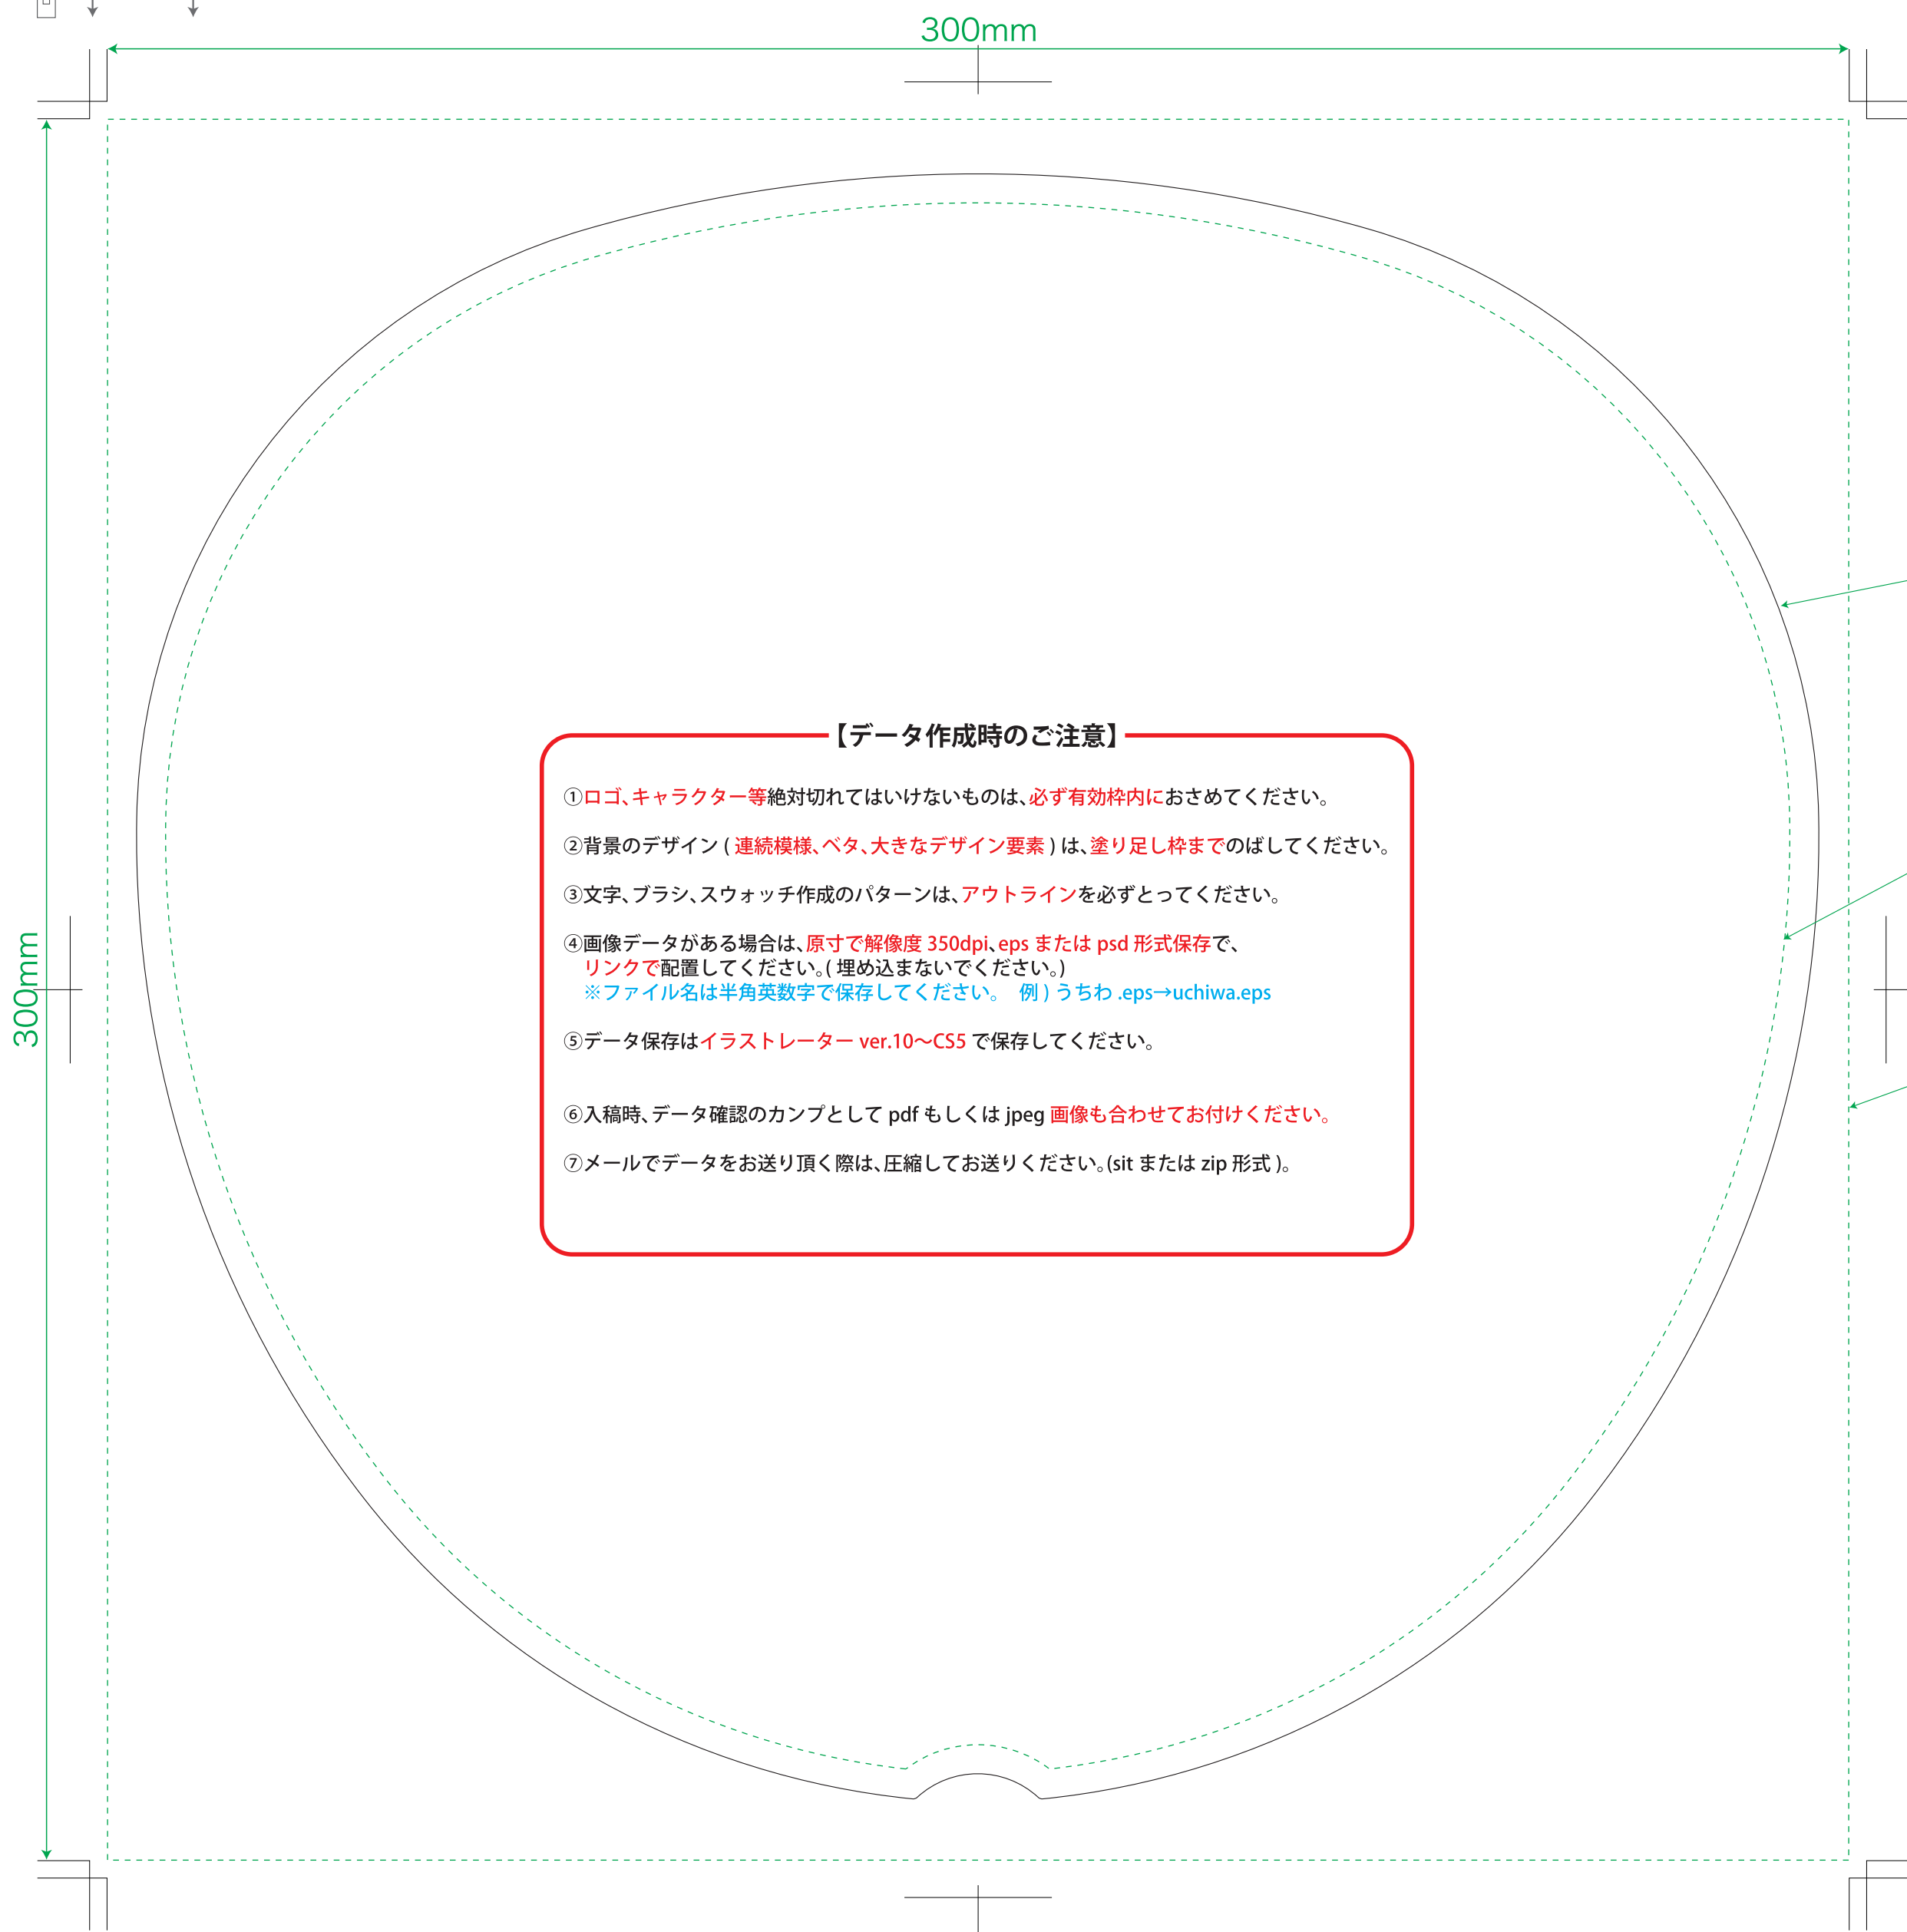 300mm
300mm
【データ作成時のご注意】
①ロゴ、キャラクター等絶対切れてはいけないものは、必ず有効枠内におさめてください。
②背景のデザイン ( 連続模様、ベタ、大きなデザイン要素 ) は、塗り足し枠までのばしてください。
③文字、ブラシ、スウォッチ作成のパターンは、アウトラインを必ずとってください。
④画像データがある場合は、原寸で解像度 350dpi、eps または psd 形式保存で、
リンクで配置してください。( 埋め込まないでください。)
※ファイル名は半角英数字で保存してください。 例 ) うちわ .eps→uchiwa.eps
⑤データ保存はイラストレーター ver.10〜CS5 で保存してください。
⑥入稿時、データ確認のカンプとして pdf もしくは jpeg 画像も合わせてお付けください。
⑦メールでデータをお送り頂く際は、圧縮してお送りください。(sit または zip 形式 )。